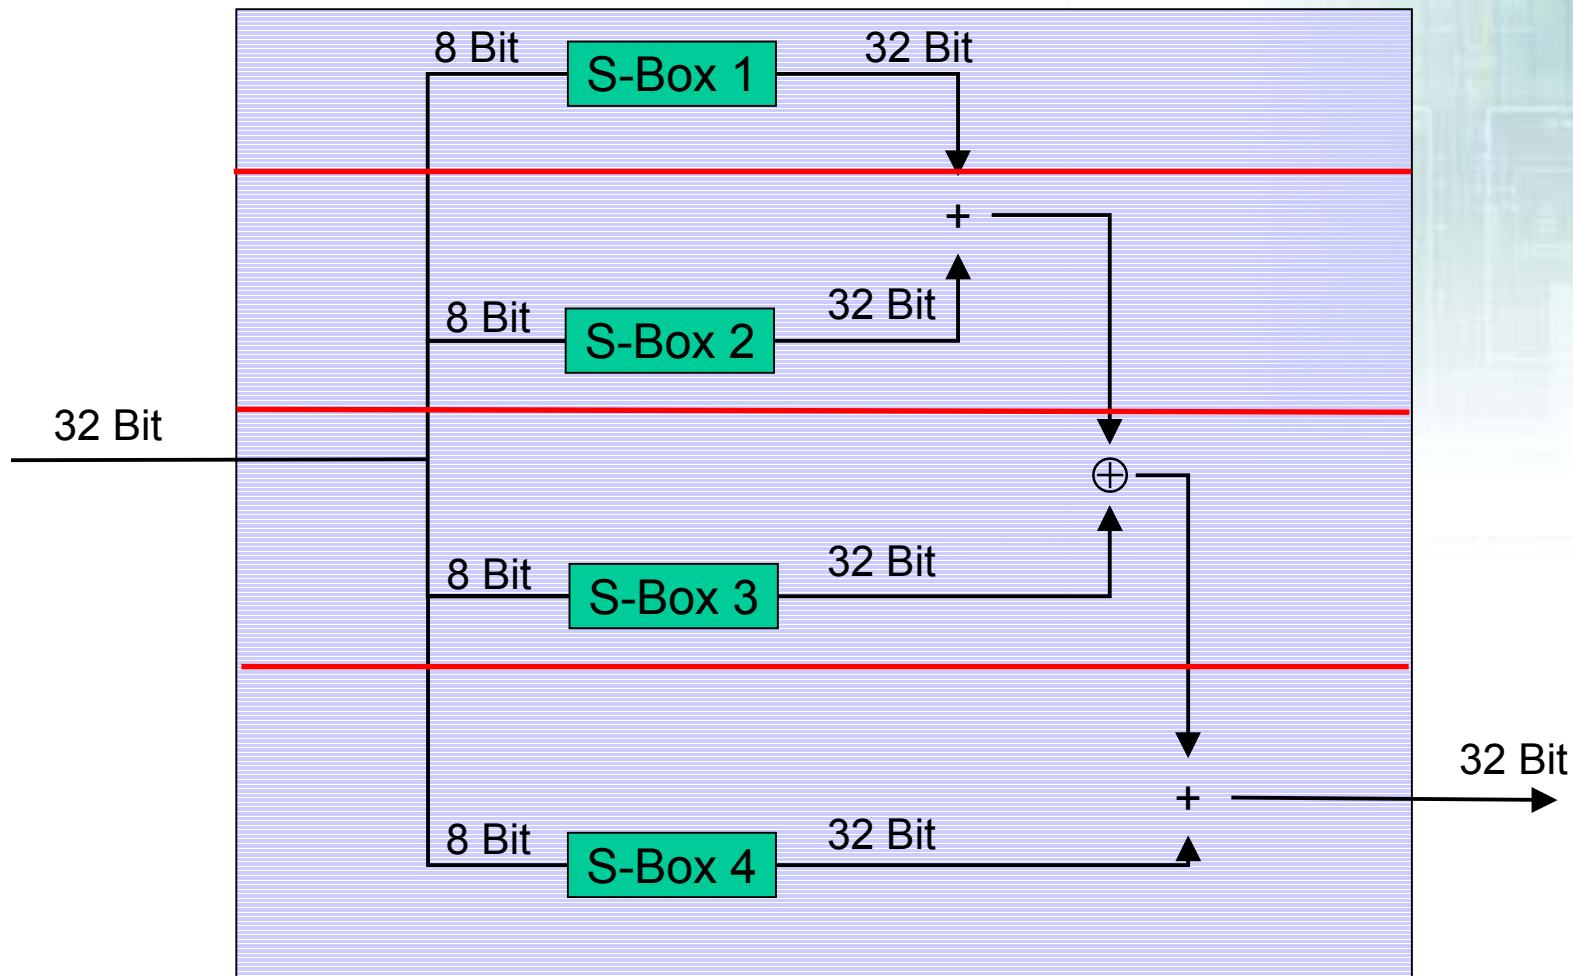 8 Bit S-Box 1 32 Bit
+
8 Bit S-Box 2 32 Bit
32 Bit
⊕
8 Bit S-Box 3 32 Bit
32 Bit
+
8 Bit S-Box 4 32 Bit